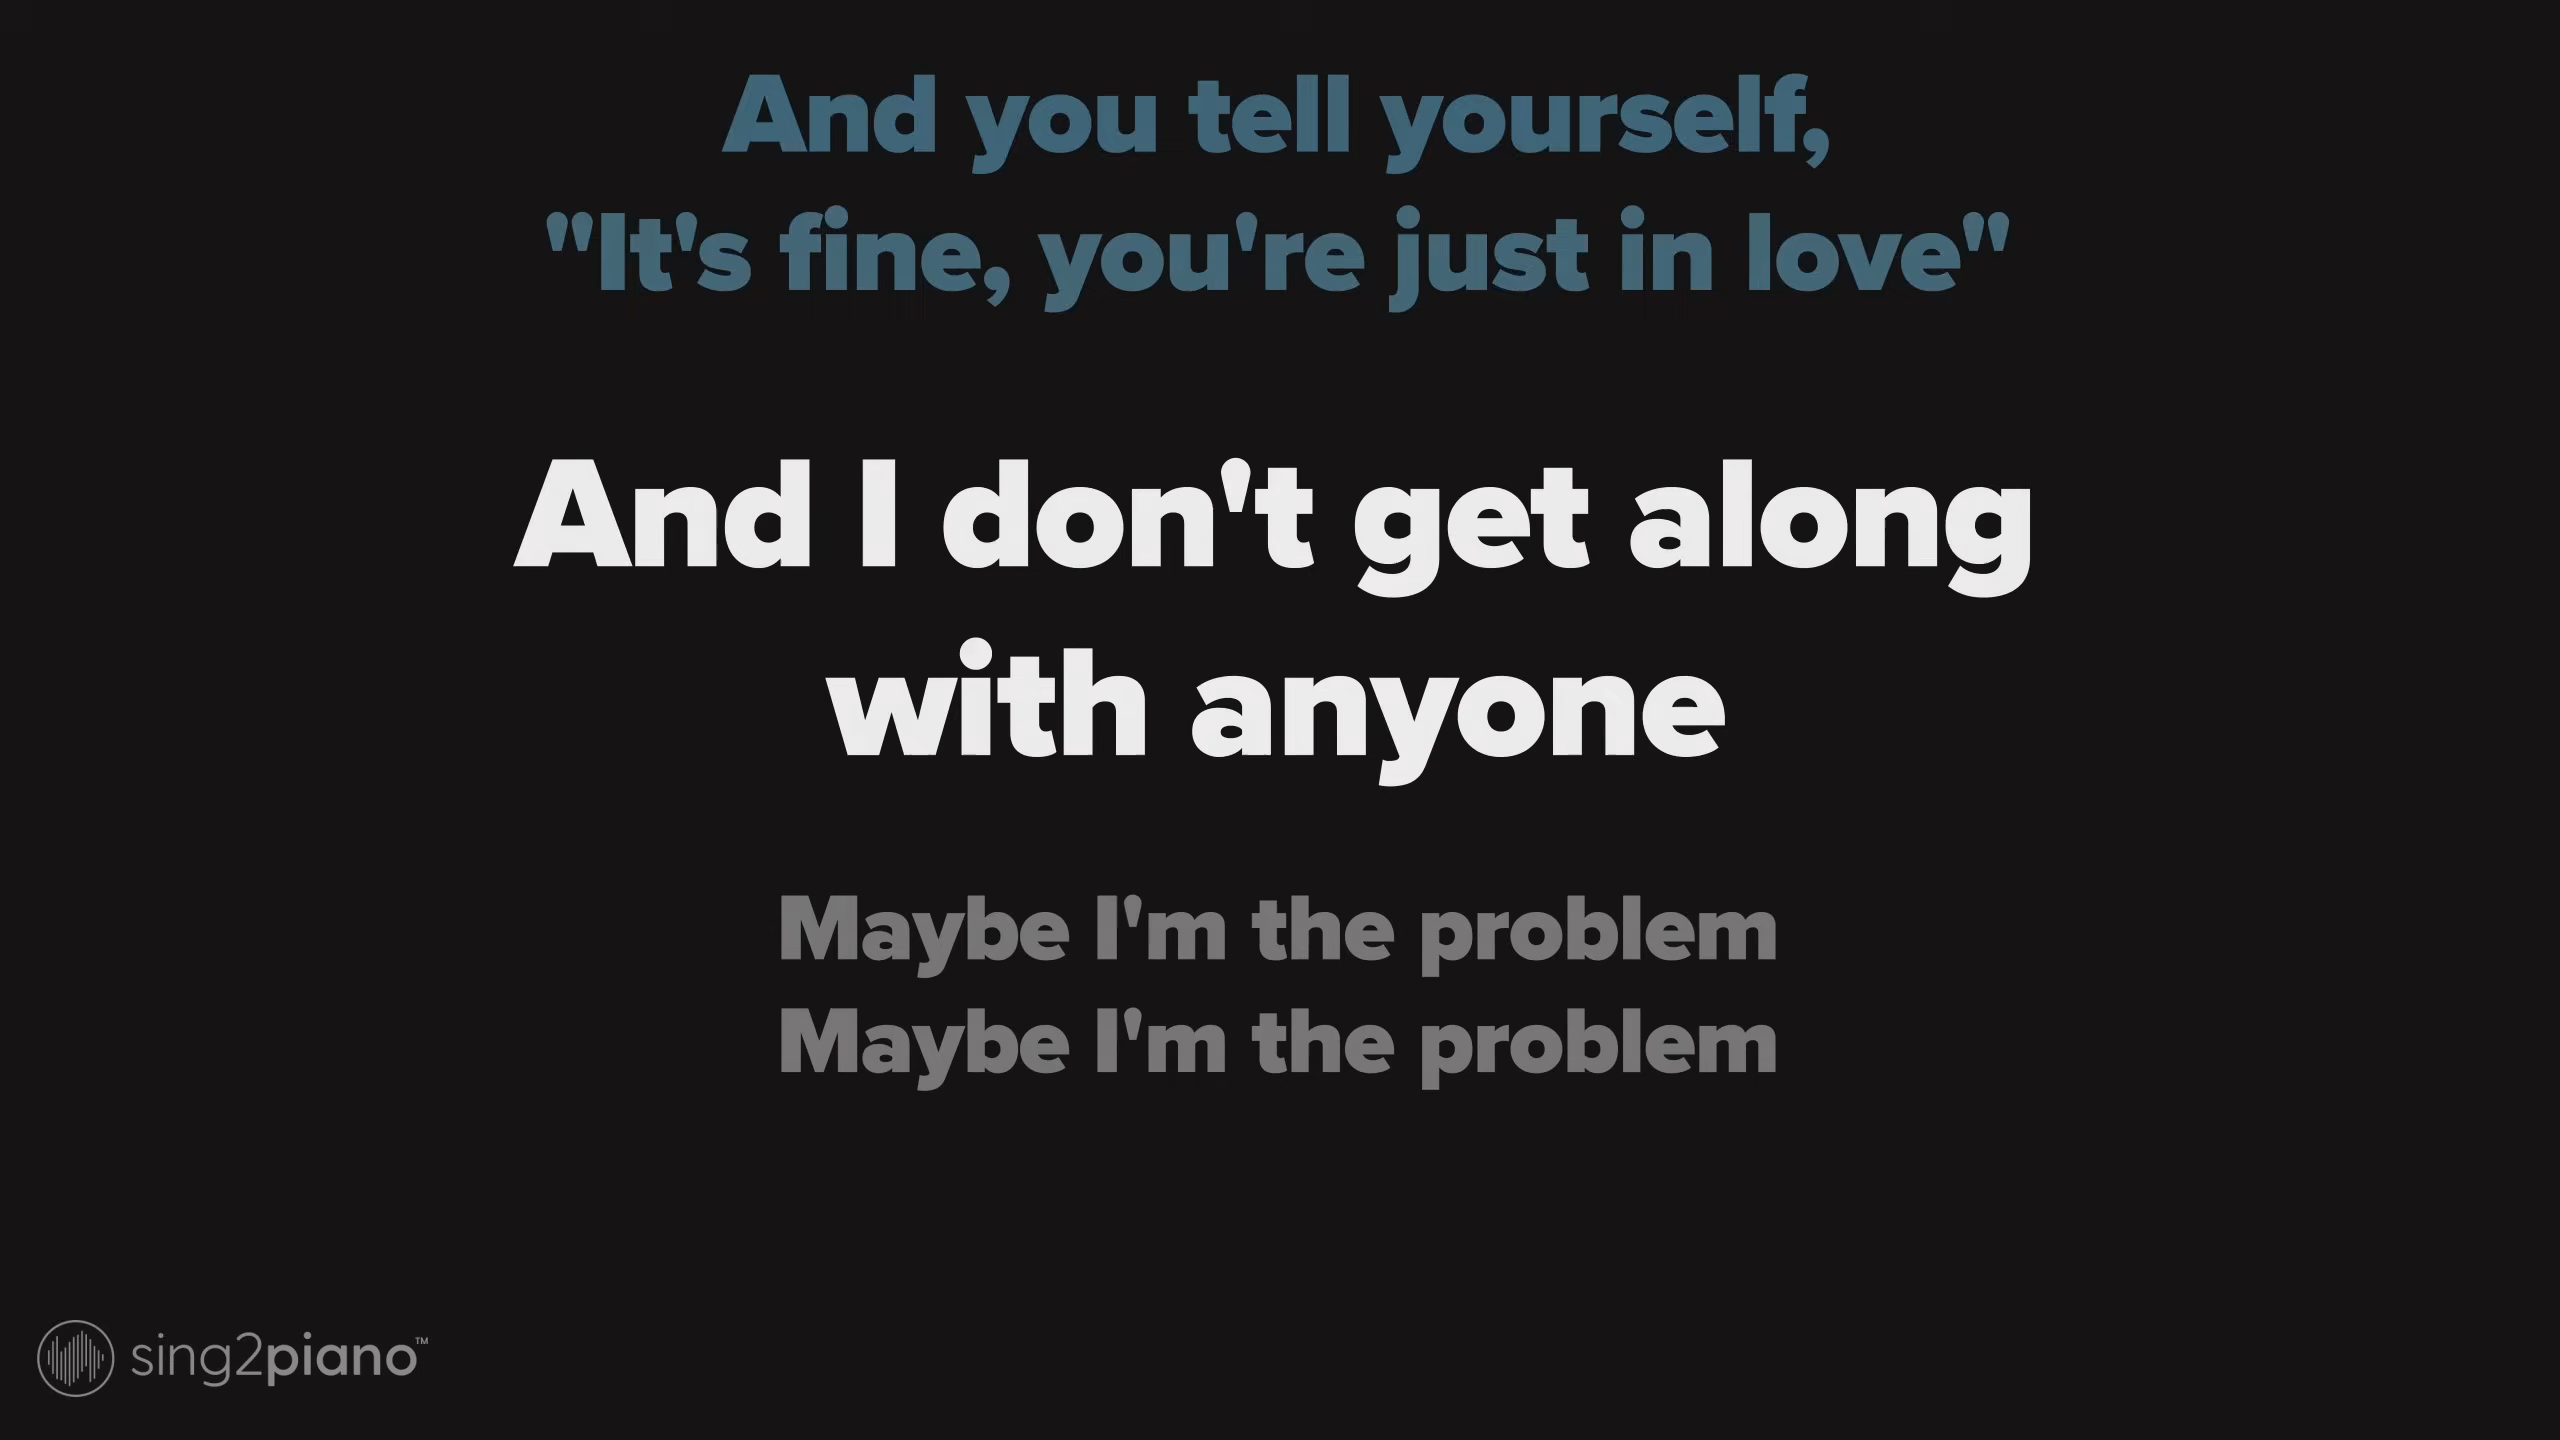 And you tell yourself,
"It's fine, you're just in love"
And I don't get along
with anyone
Maybe I'm the problem
Maybe I'm the problem
sing2piano™